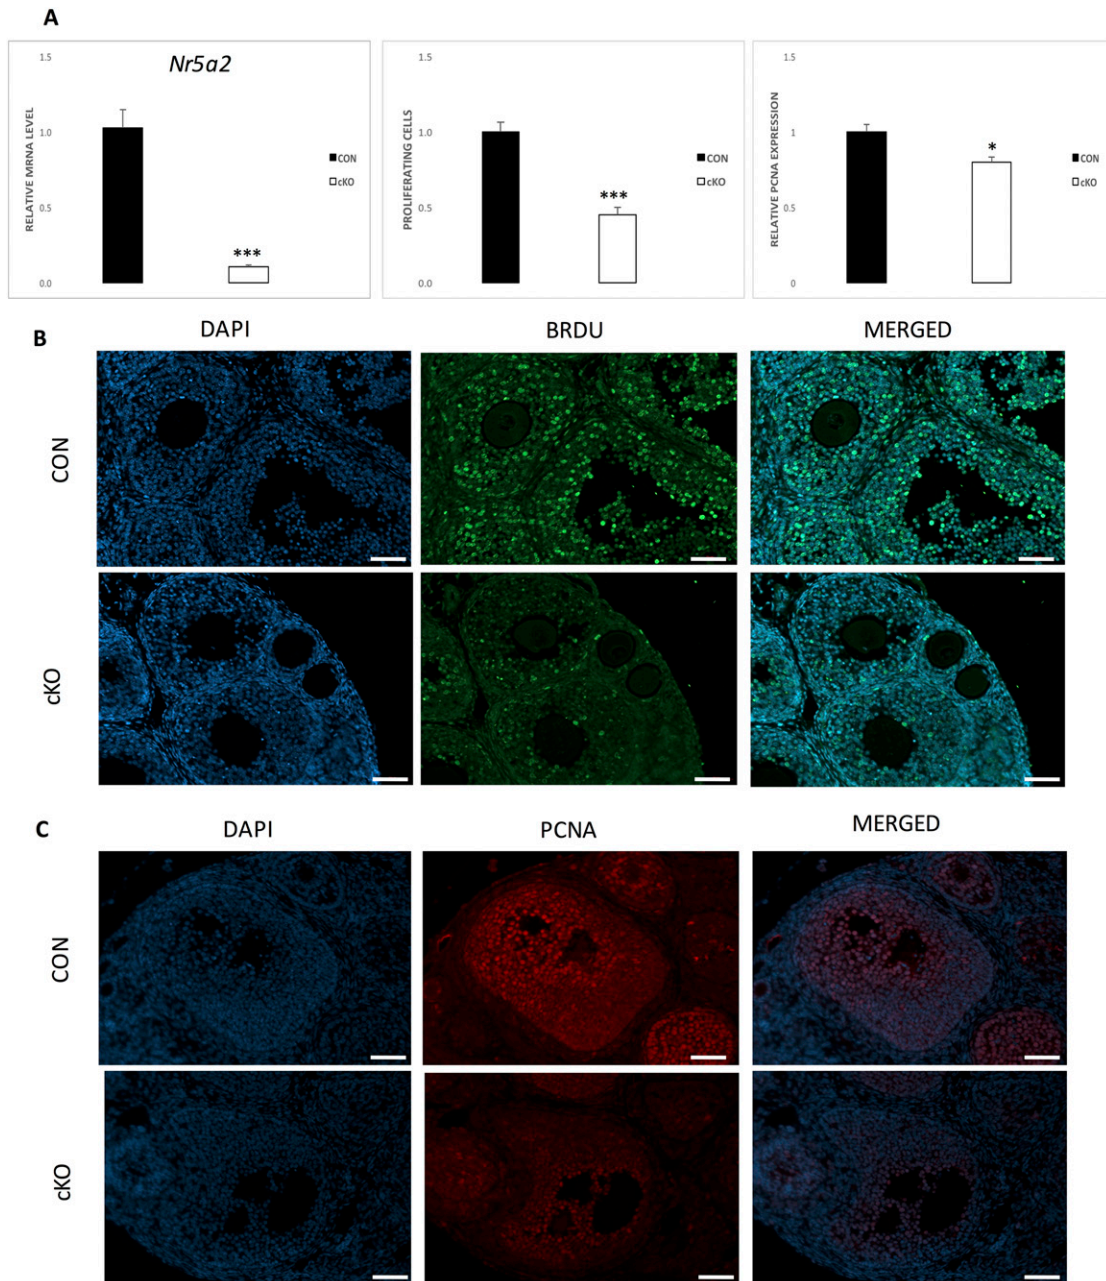 A
1.5
Nr5a2
1.0
0.5
0.0
RELATIVE MRNA LEVEL
CON
cKO
***
1.5
1.0
0.5
0.0
PROLIFERATING CELLS
CON
cKO
***
1.5
1
0.5
0
RELATIVE PCNA EXPRESSION
CON
cKO
*
B
DAPI
BRDU
MERGED
CON
cKO
C
DAPI
PCNA
MERGED
CON
cKO